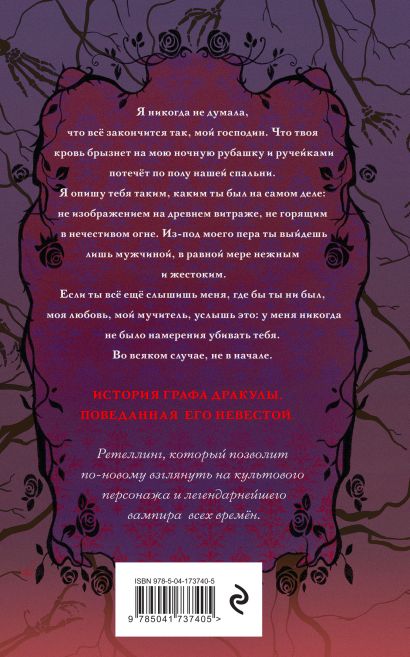 Я никогда не думала,
что всё закончится так, мой господин. Что твоя
кровь брызнет на мою ночную рубашку и ручейками
потечёт по полу нашей спальни.
Я опишу тебя таким, каким ты был на самом деле:
не изображением на древнем витраже, не горящим
в нечестивом огне. Из-под моего пера ты выйдешь
лишь мужчиной, в равной мере нежным
и жестоким.
Если ты всё ещё слышишь меня, где бы ты ни был,
моя любовь, мой мучитель, услышь это: у меня никогда
не было намерения убивать тебя.
Во всяком случае, не в начале.
ИСТОРИЯ ГРАФА ДРАКУЛЫ,
ПОВЕДАННАЯ ЕГО НЕВЕСТОЙ.
Ретеллинг, который позволит
по-новому взглянуть на культового
персонажа и легендарнейшего
вампира всех времён.
ISBN 978-5-04-173740-5
9 785041 737405 >